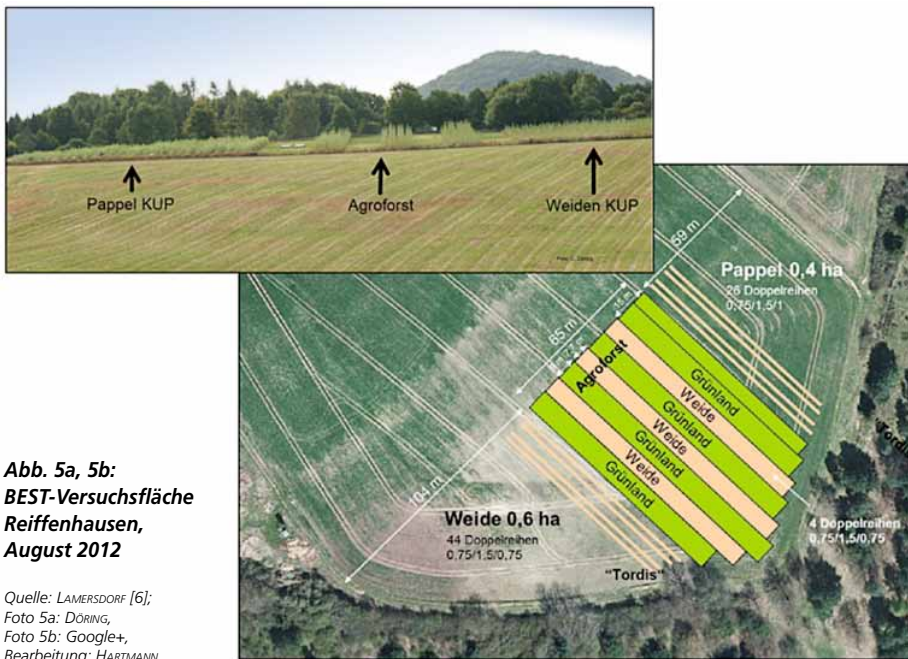 Pappel KUP
Agroforst
Weiden KUP
59 m
Pappel 0,4 ha
26 Doppelreihen
0,75/1,5/1
65 m
Agroforst
Grünland
Weide
Grünland
Weide
Grünland
Weide
Grünland
104 m
Weide 0,6 ha
44 Doppelreihen
0,75/1,5/0,75
"Tordis"
4 Doppelreihen
0,75/1,5/0,75
Abb. 5a, 5b:
BEST-Versuchsfläche
Reiffenhausen,
August 2012
Quelle: LAMERSDORF [6];
Foto 5a: DÖRING,
Foto 5b: Google+,
Bearbeitung: HARTMANN